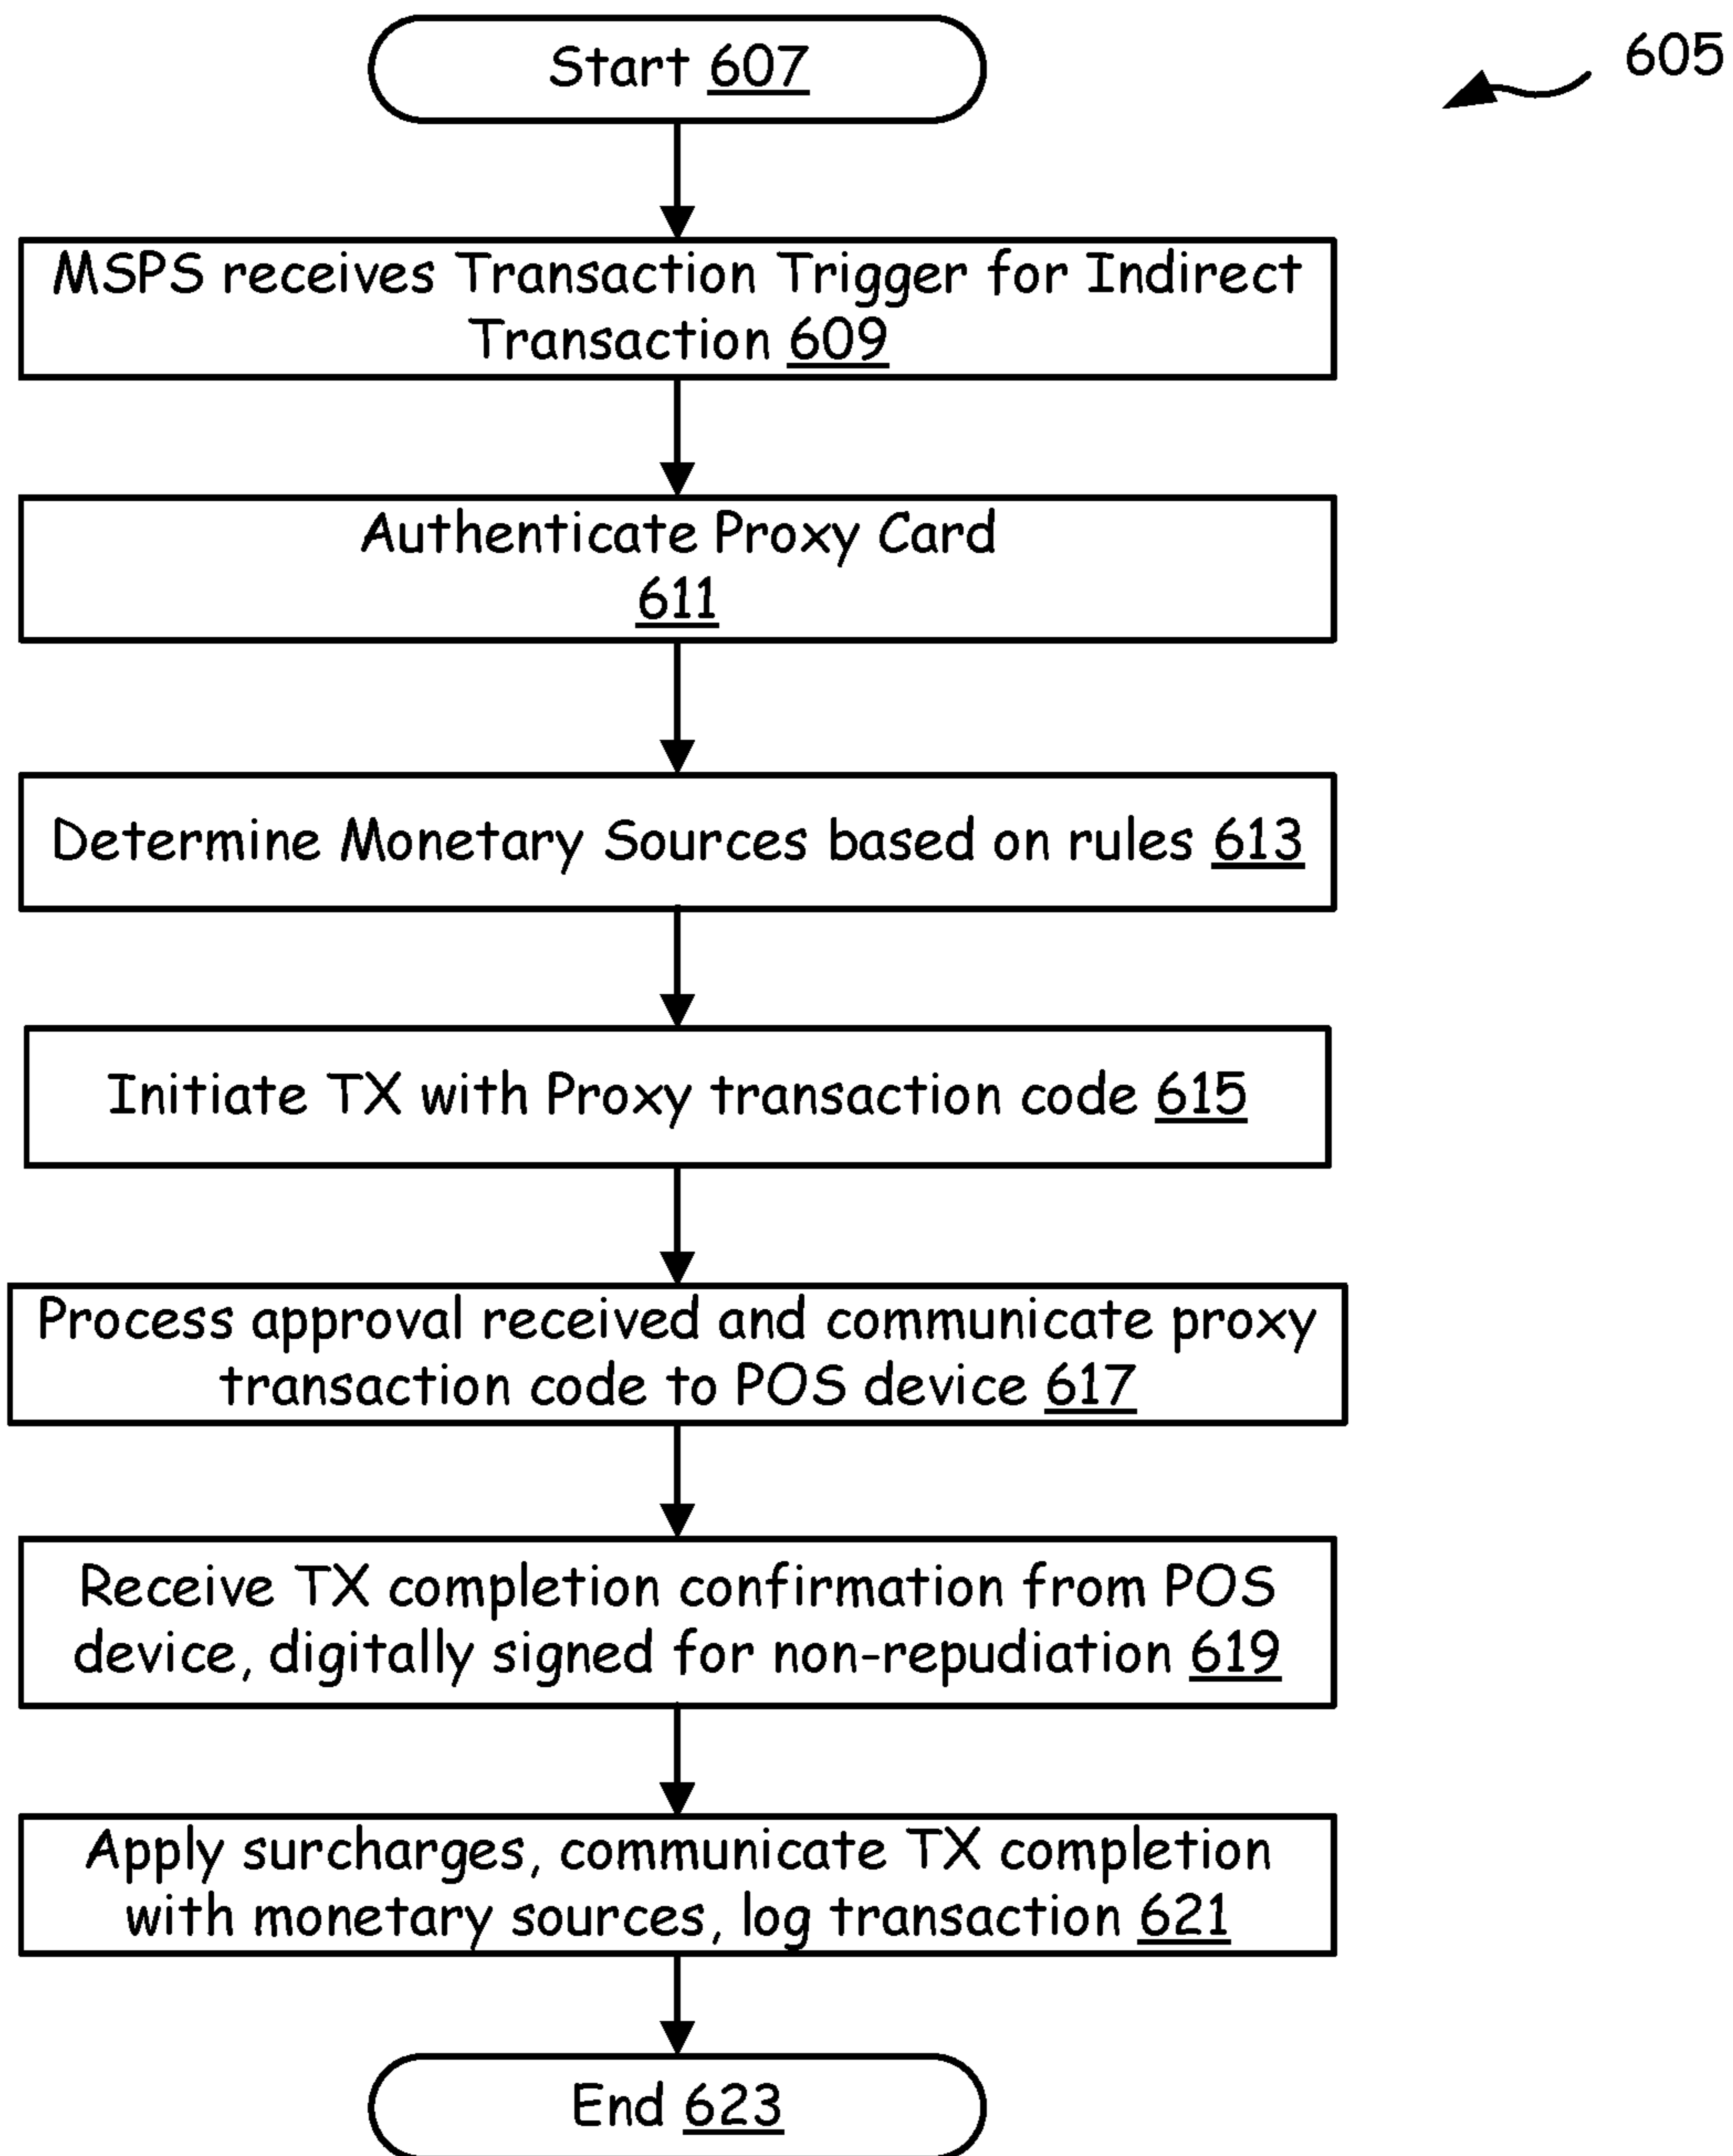 Start 607
605
MSPS receives Transaction Trigger for Indirect
Transaction 609
Authenticate Proxy Card
611
Determine Monetary Sources based on rules 613
Initiate TX with Proxy transaction code 615
Process approval received and communicate proxy
transaction code to POS device 617
Receive TX completion confirmation from POS
device, digitally signed for non-repudiation 619
Apply surcharges, communicate TX completion
with monetary sources, log transaction 621
End 623